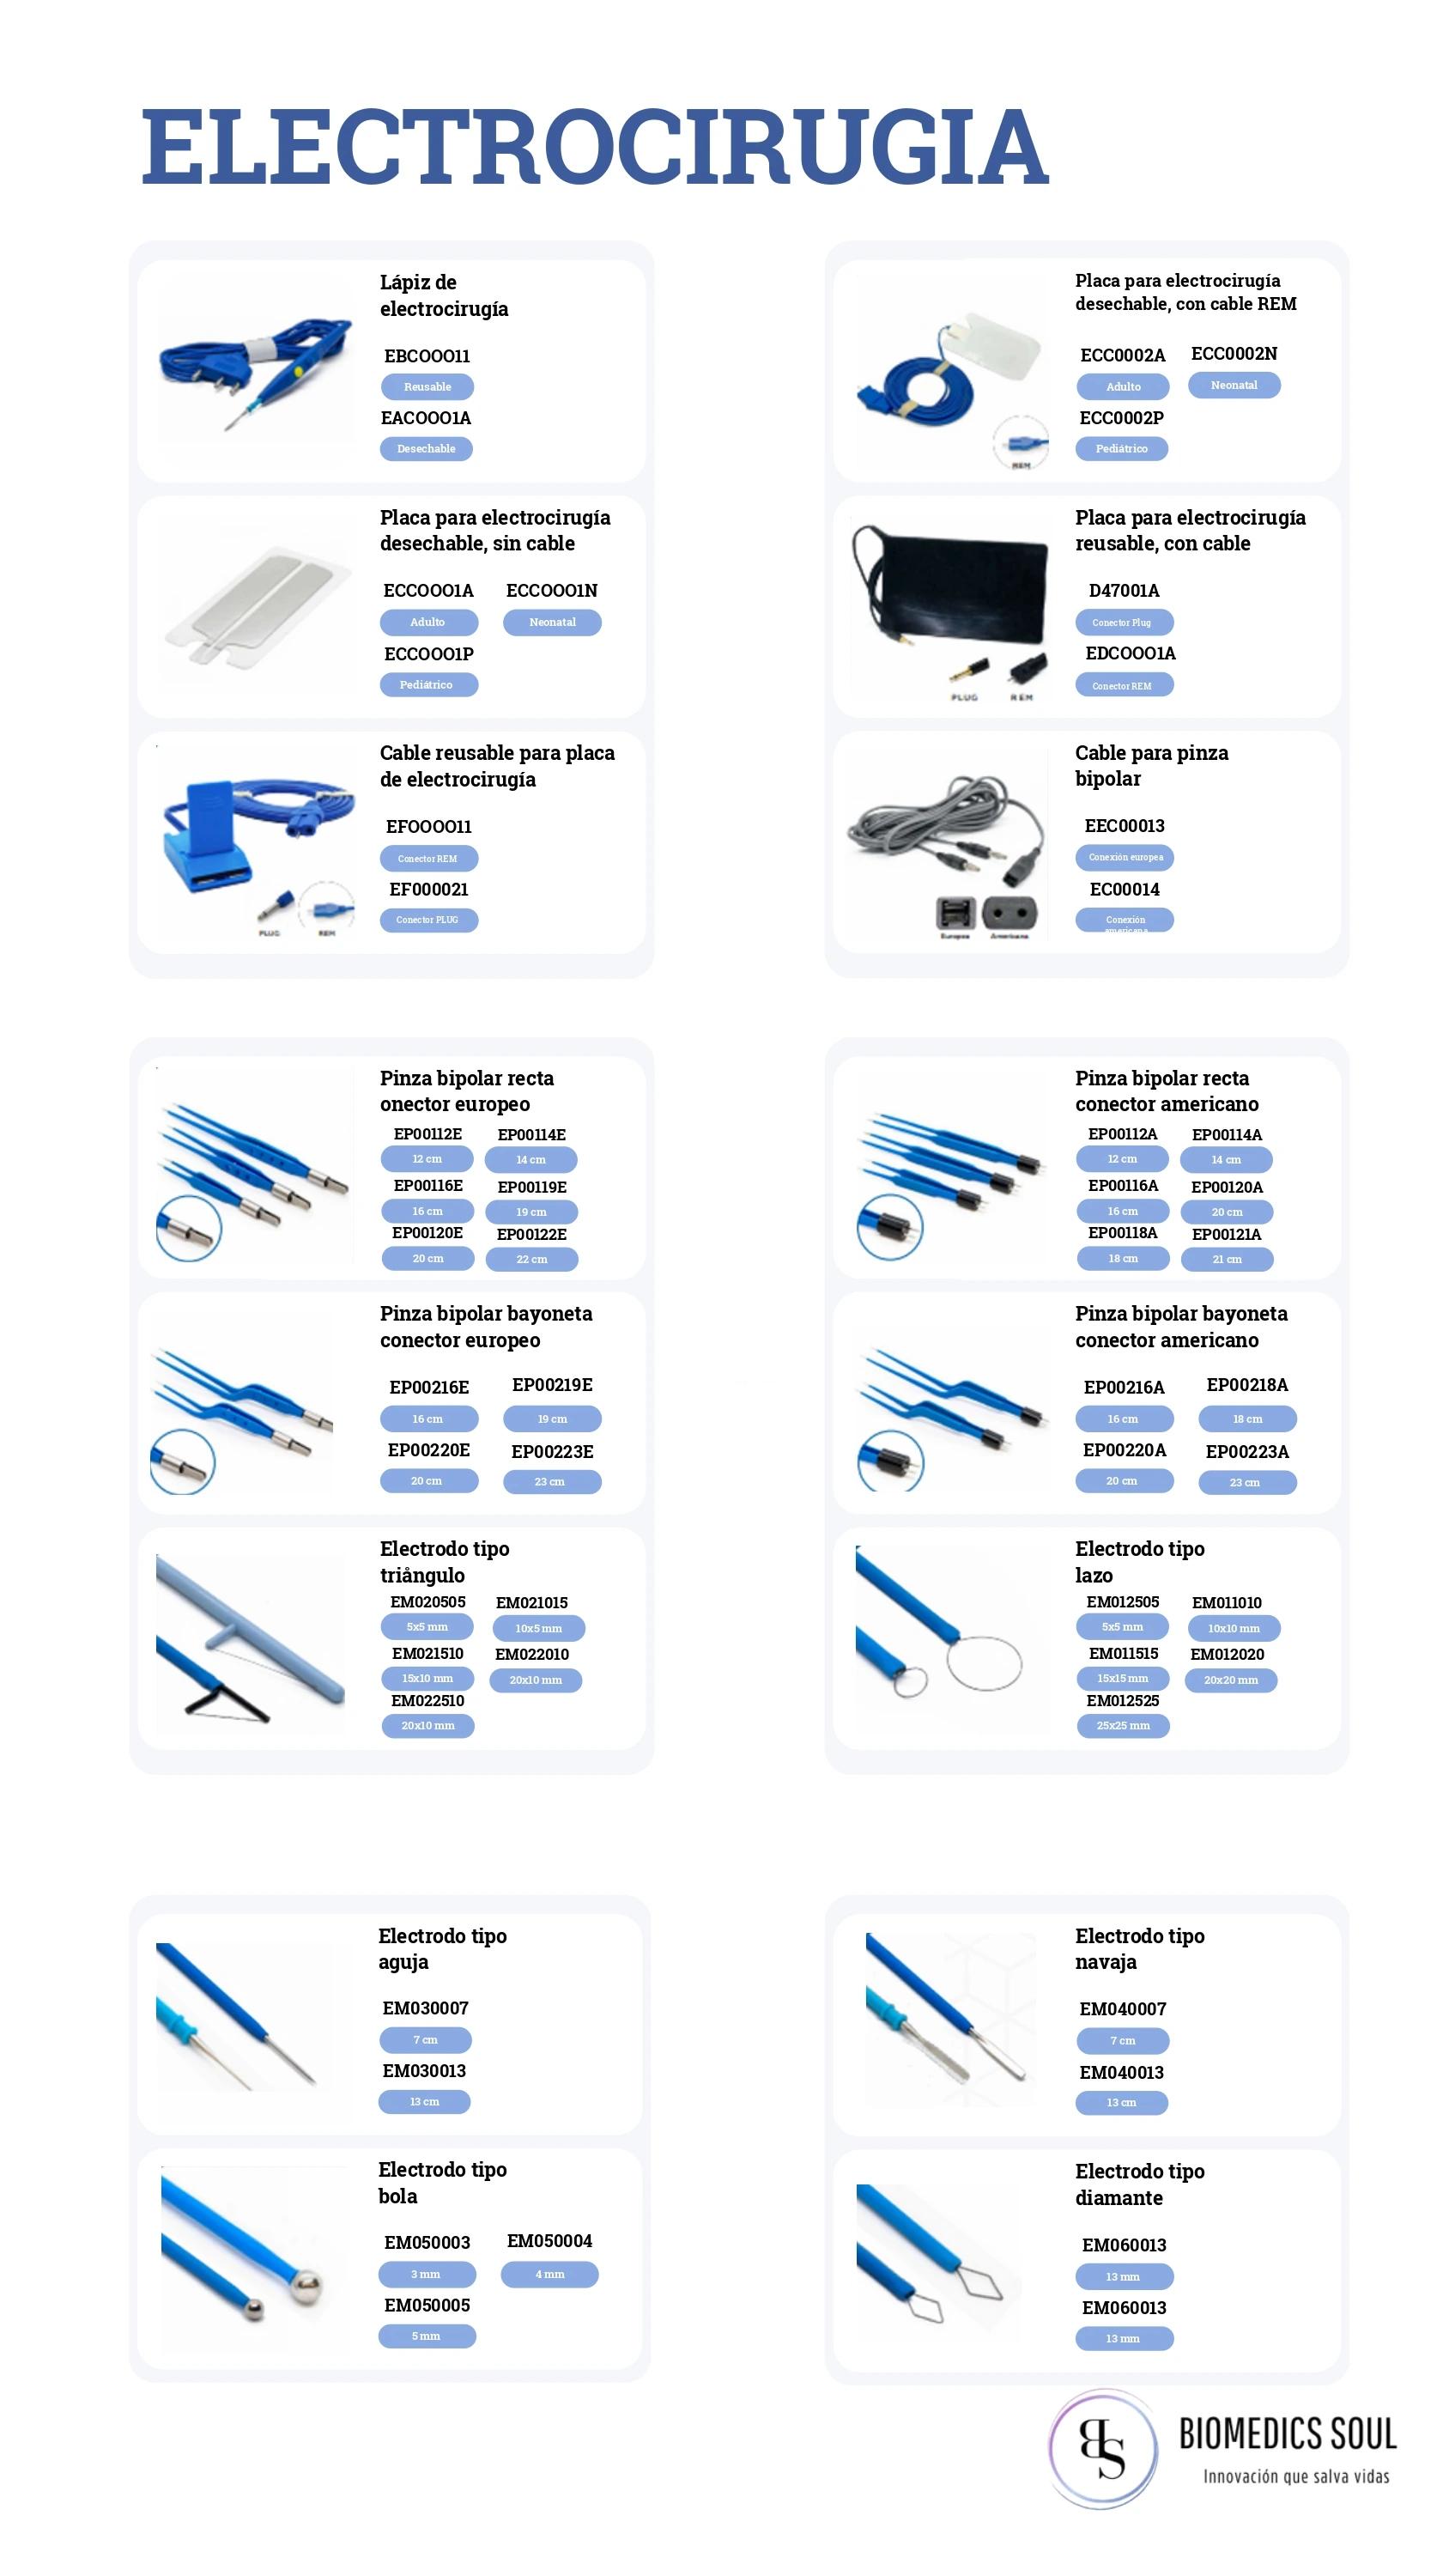 ELECTROCIRUGIA
Lápiz de
electrocirugía
EBCOOO11
Reusable
EACOOO1A
Desechable
Placa para electrocirugía
desechable, sin cable
ECCOOO1A ECCOOO1N
Adulto Neonatal
ECCOOO1P
Pediátrico
Cable reusable para placa
de electrocirugía
EFOOOO11
Conector REM
EF000021
Conector PLUG
PLUG REM
Placa para electrocirugía
desechable, con cable REM
ECC0002A ECC0002N
Adulto Neonatal
ECC0002P
Pediátrico
REM
Placa para electrocirugía
reusable, con cable
D47001A
Conector Plug
EDCOOO1A
Conector REM
PLUG REM
Cable para pinza
bipolar
EEC00013
Conexión europea
EC00014
Conexión
americana
Europea Americana
Pinza bipolar recta
onector europeo
EP00112E EP00114E
12 cm 14 cm
EP00116E EP00119E
16 cm 19 cm
EP00120E EP00122E
20 cm 22 cm
Pinza bipolar bayoneta
conector europeo
EP00216E EP00219E
16 cm 19 cm
EP00220E EP00223E
20 cm 23 cm
Electrodo tipo
triångulo
EM020505 EM021015
5x5 mm 10x5 mm
EM021510 EM022010
15x10 mm 20x10 mm
EM022510
20x10 mm
Pinza bipolar recta
conector americano
EP00112A EP00114A
12 cm 14 cm
EP00116A EP00120A
16 cm 20 cm
EP00118A EP00121A
18 cm 21 cm
Pinza bipolar bayoneta
conector americano
EP00216A EP00218A
16 cm 18 cm
EP00220A EP00223A
20 cm 23 cm
Electrodo tipo
lazo
EM012505 EM011010
5x5 mm 10x10 mm
EM011515 EM012020
15x15 mm 20x20 mm
EM012525
25x25 mm
Electrodo tipo
aguja
EM030007
7 cm
EM030013
13 cm
Electrodo tipo
bola
EM050003 EM050004
3 mm 4 mm
EM050005
5 mm
Electrodo tipo
navaja
EM040007
7 cm
EM040013
13 cm
Electrodo tipo
diamante
EM060013
13 mm
EM060013
13 mm
BS
BIOMEDICS SOUL
Innovación que salva vidas